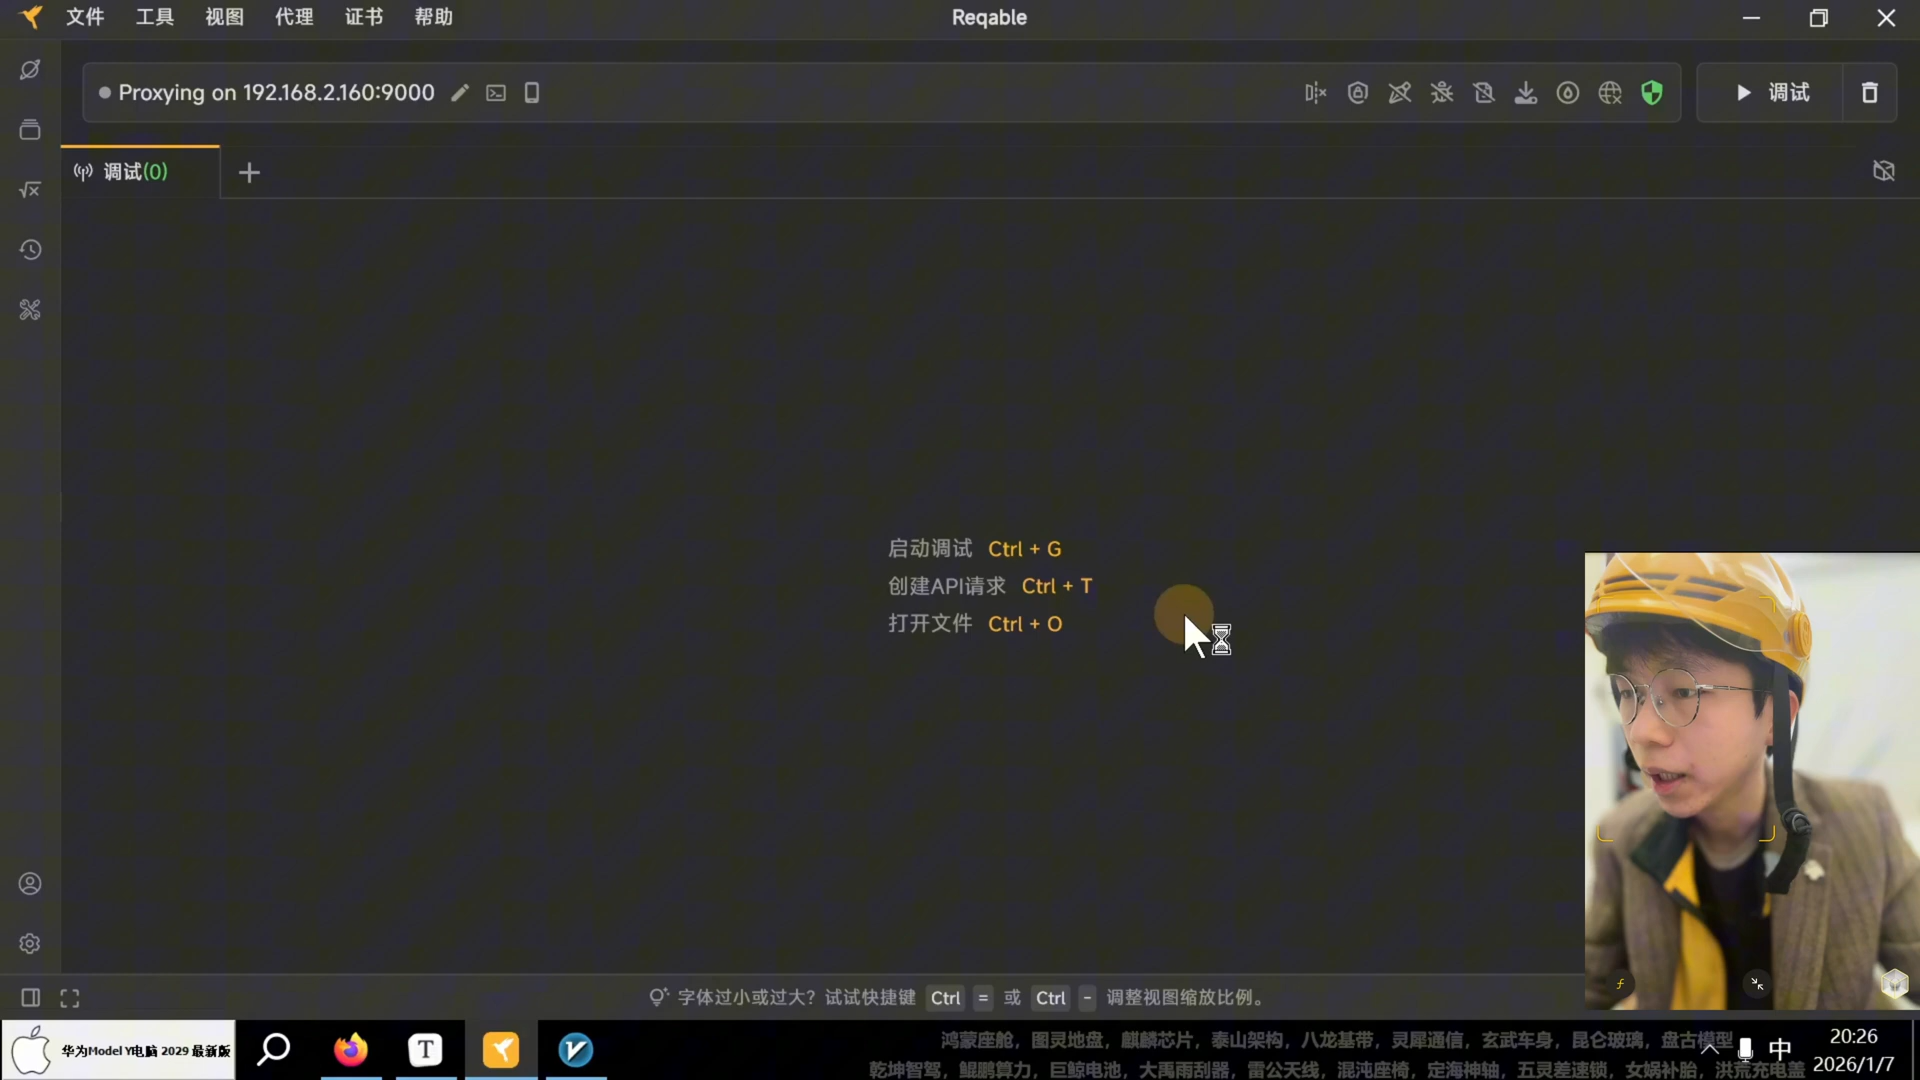 文件 工具 视图 代理 证书 帮助 Reqable
Proxying on 192.168.2.160:9000
调试
调试(0)
启动调试 Ctrl + G
创建API请求 Ctrl + T
打开文件 Ctrl + O
字体过小或过大？试试快捷键 Ctrl = 或 Ctrl - 调整视图缩放比例。
华为Model Y电脑 2029 最新版
T
鸿蒙座舱，图灵地盘，麒麟芯片，泰山架构，八龙基带，灵犀通信，玄武车身，昆仑玻璃，盘古模型
乾坤智驾，鲲鹏算力，巨鲸电池，大禹雨刮器，雷公天线，混沌座椅，定海神轴，五灵差速锁，女娲补胎，洪荒充电盖
中
20:26
2026/1/7